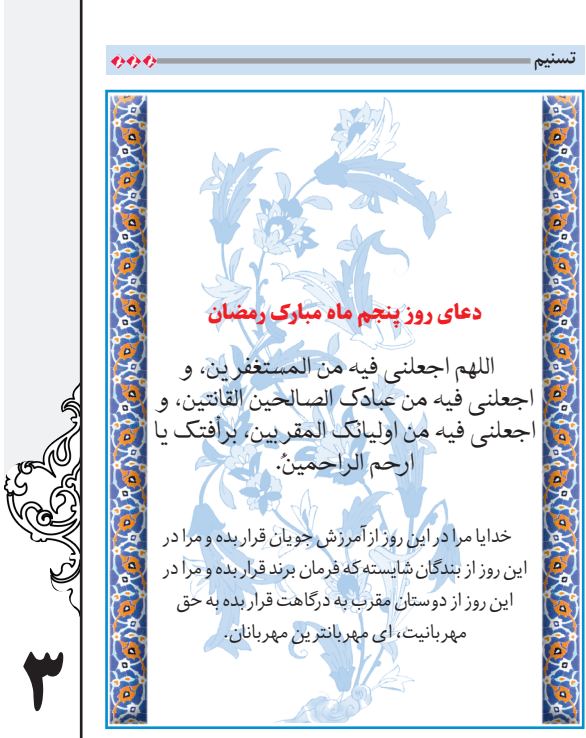 تسنیم
دعای روز پنجم ماه مبارک رمضان
اللهم اجعلنی فیه من المستغفرین، و
اجعلنی فیه من عبادک الصالحین القانتین، و
اجعلنی فیه من اولیائک المقربین، برأفتک یا
ارحم الراحمین.
خدایا مرا در این روز از آمرزش جویان قرار بده و مرا در
این روز از بندگان شایسته که فرمان برند قرار بده و مرا در
این روز از دوستان مقرب به درگاهت قرار بده به حق
مهربانیت، ای مهربانترین مهربانان.
۳